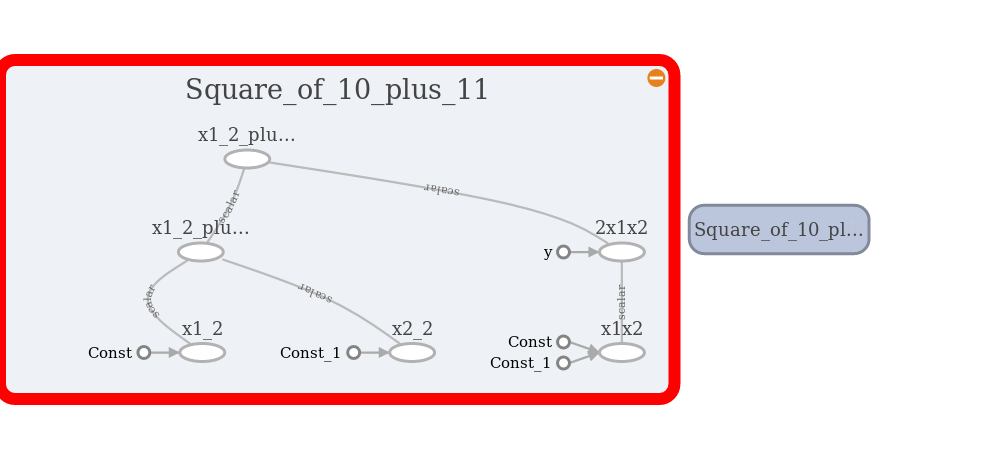 Square_of_10_plus_11
x1_2_plu...
scalar
scalar
x1_2_plu...
2x1x2
y
Square_of_10_pl...
scalar
scalar
scalar
x1_2
x2_2
x1x2
Const
Const_1
Const
Const_1